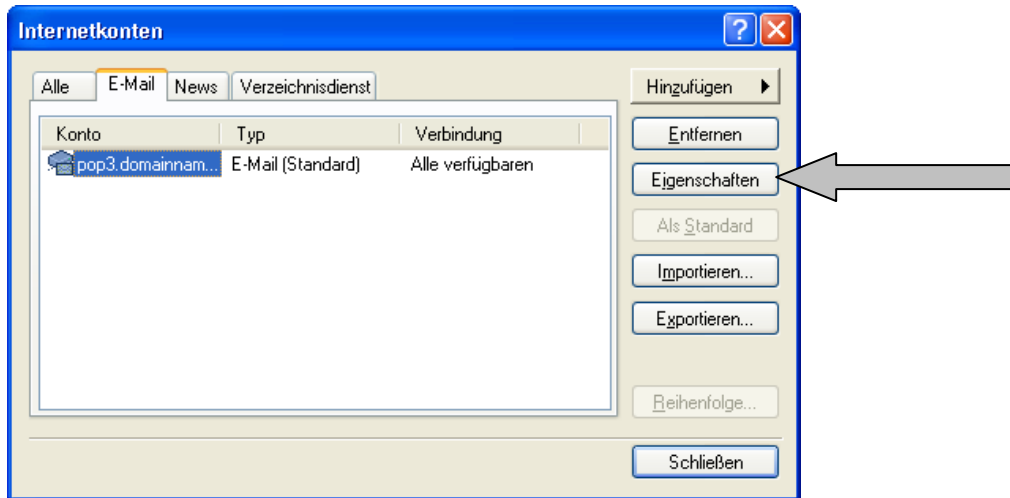 Internetkonten
Alle E-Mail News Verzeichnisdienst
Hinzufügen
Konto Typ Verbindung
pop3.domainnam... E-Mail (Standard) Alle verfügbaren
Entfernen
Eigenschaften
Als Standard
Importieren...
Exportieren...
Reihenfolge...
Schließen